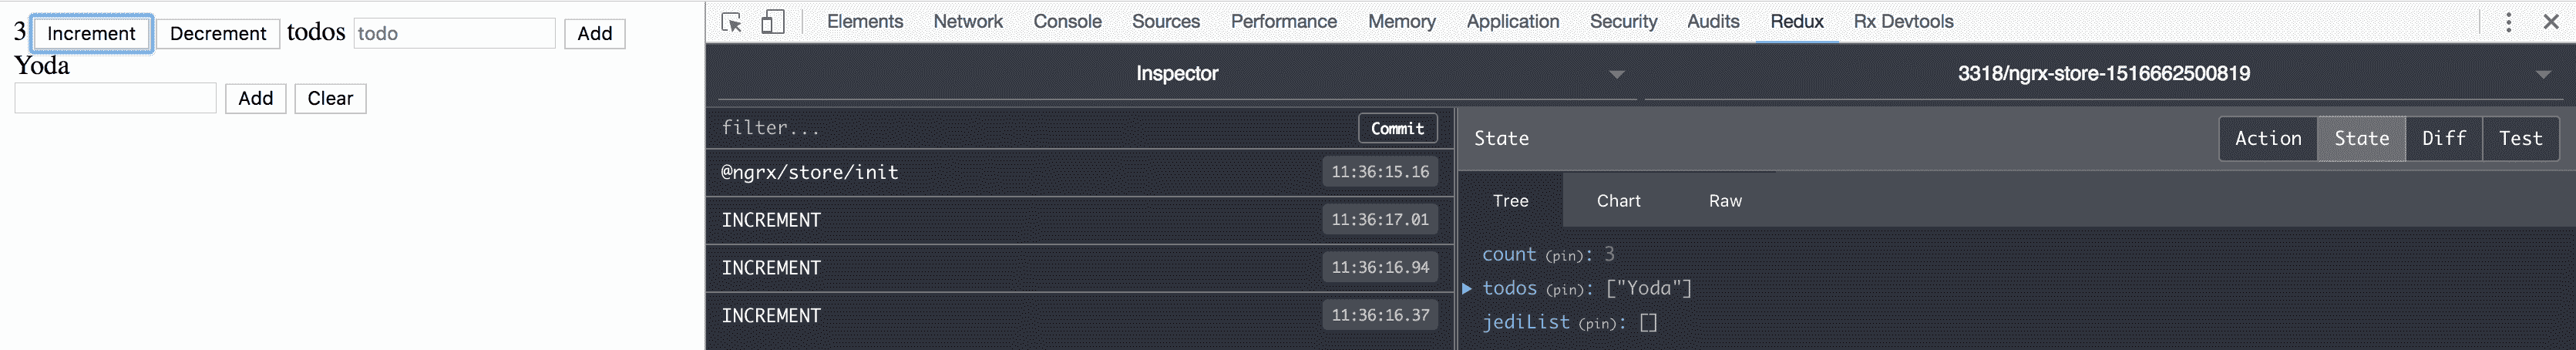 3 Increment Decrement todos todo Add
Yoda
Add Clear
Elements Network Console Sources Performance Memory Application Security Audits Redux Rx Devtools
Inspector 3318/ngrx-store-1516662500819
filter... Commit
@ngrx/store/init 11:36:15.16
INCREMENT 11:36:17.01
INCREMENT 11:36:16.94
INCREMENT 11:36:16.37
State Action State Diff Test
Tree Chart Raw
count (pin): 3
todos (pin): ["Yoda"]
jediList (pin): []